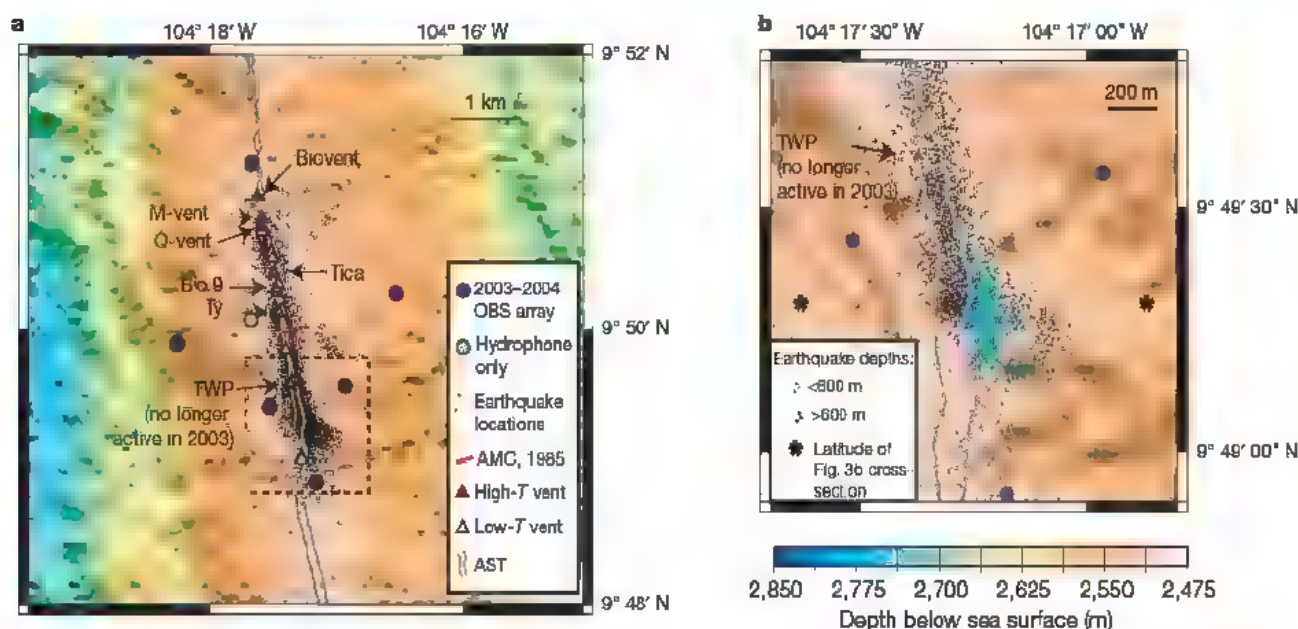 a
104° 18' W
104° 16' W
9° 52' N
1 km
Biovent
M-vent
Q-vent
Tica
Bio 9
Ty
9° 50' N
TWP
(no longer
active in 2003)
2003–2004
OBS array
Hydrophone
only
Earthquake
locations
AMC, 1985
High-T vent
Low-T vent
AST
9° 48' N
b
104° 17' 30" W
104° 17' 00" W
200 m
TWP
(no longer
active in 2003)
9° 49' 30" N
Earthquake depths:
<600 m
>600 m
Latitude of
Fig. 3b cross-
section
9° 49' 00" N
2,850
2,775
2,700
2,625
2,550
2,475
Depth below sea surface (m)